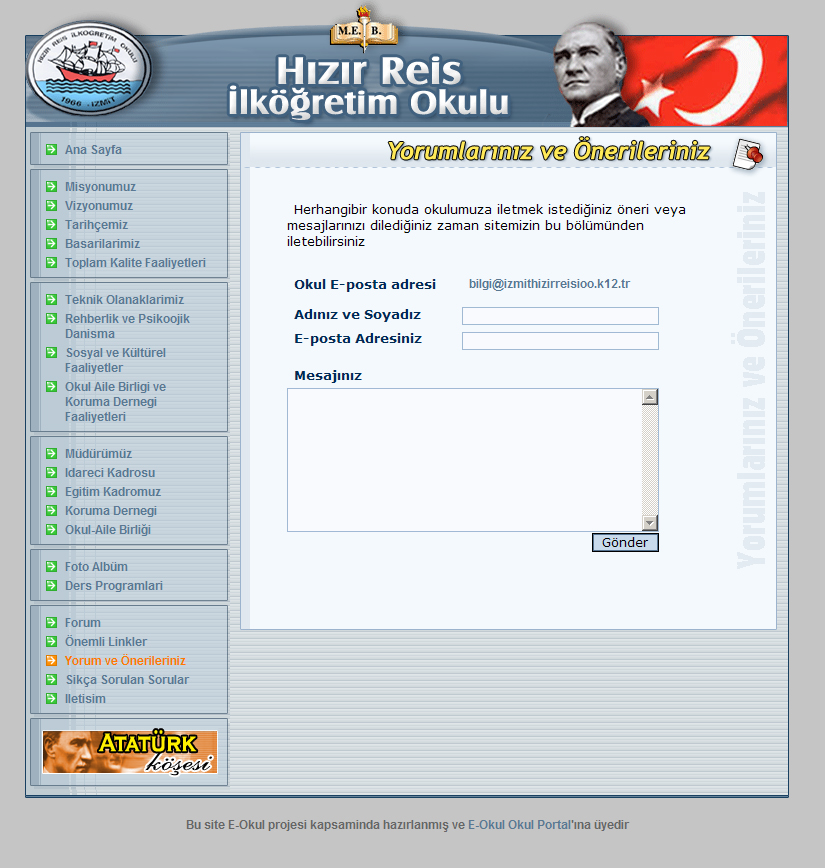 HIZIR REİS İLKÖĞRETİM OKULU
1966 - İZMİT
M.E. B.
Hızır Reis
İlköğretim Okulu
Ana Sayfa
Misyonumuz
Vizyonumuz
Tarihçemiz
Basarilarimiz
Toplam Kalite Faaliyetleri
Teknik Olanaklarimiz
Rehberlik ve Psikoojik
Danisma
Sosyal ve Kültürel
Faaliyetler
Okul Aile Birligi ve
Koruma Dernegi
Faaliyetleri
Müdürümüz
Idareci Kadrosu
Egitim Kadromuz
Koruma Dernegi
Okul-Aile Birliği
Foto Albüm
Ders Programlari
Forum
Önemli Linkler
Yorum ve Önerileriniz
Sikça Sorulan Sorular
Iletisim
ATATÜRK
köşesi
Yorumlarınız ve Önerileriniz
Herhangibir konuda okulumuza iletmek istediğiniz öneri veya
mesajlarınızı dilediğiniz zaman sitemizin bu bölümünden
iletebilirsiniz
Okul E-posta adresi bilgi@izmithizirreisioo.k12.tr
Adınız ve Soyadız
E-posta Adresiniz
Mesajınız
Gönder
Yorumlarınız ve Önerileriniz
Bu site E-Okul projesi kapsaminda hazırlanmış ve E-Okul Okul Portal'ına üyedir